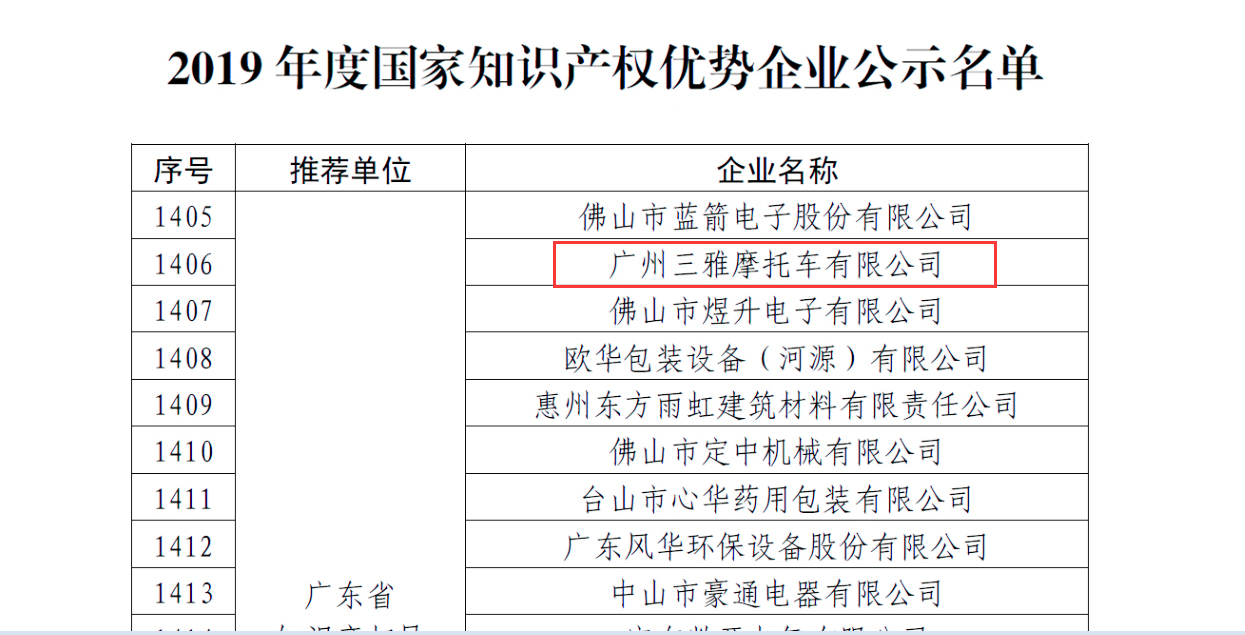 2019 年度国家知识产权优势企业公示名单
序号 推荐单位 企业名称
1405 佛山市蓝箭电子股份有限公司
1406 广州三雅摩托车有限公司
1407 佛山市煜升电子有限公司
1408 欧华包装设备（河源）有限公司
1409 惠州东方雨虹建筑材料有限责任公司
1410 佛山市定中机械有限公司
1411 台山市心华药用包装有限公司
1412 广东风华环保设备股份有限公司
1413 广东省 中山市豪通电器有限公司